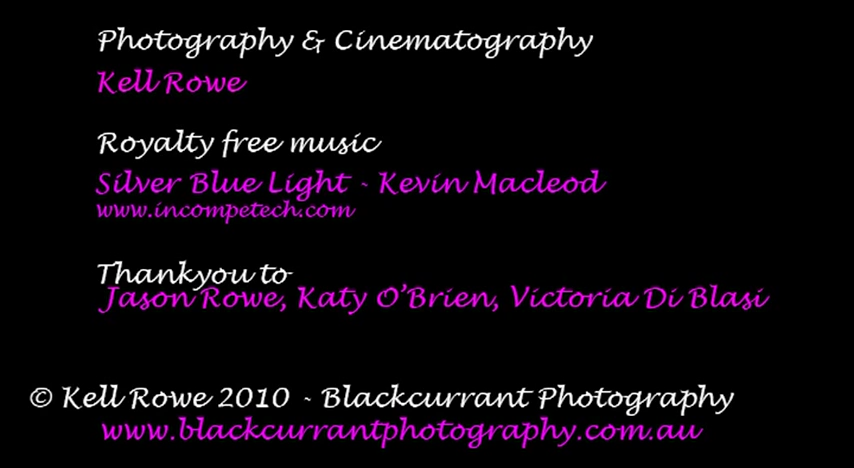 Photography & Cinematography
Kell Rowe
Royalty free music
Silver Blue Light - Kevin Macleod
www.incompetech.com
Thankyou to
Jason Rowe, Katy O'Brien, Victoria Di Blasi
© Kell Rowe 2010 - Blackcurrant Photography
www.blackcurrantphotography.com.au